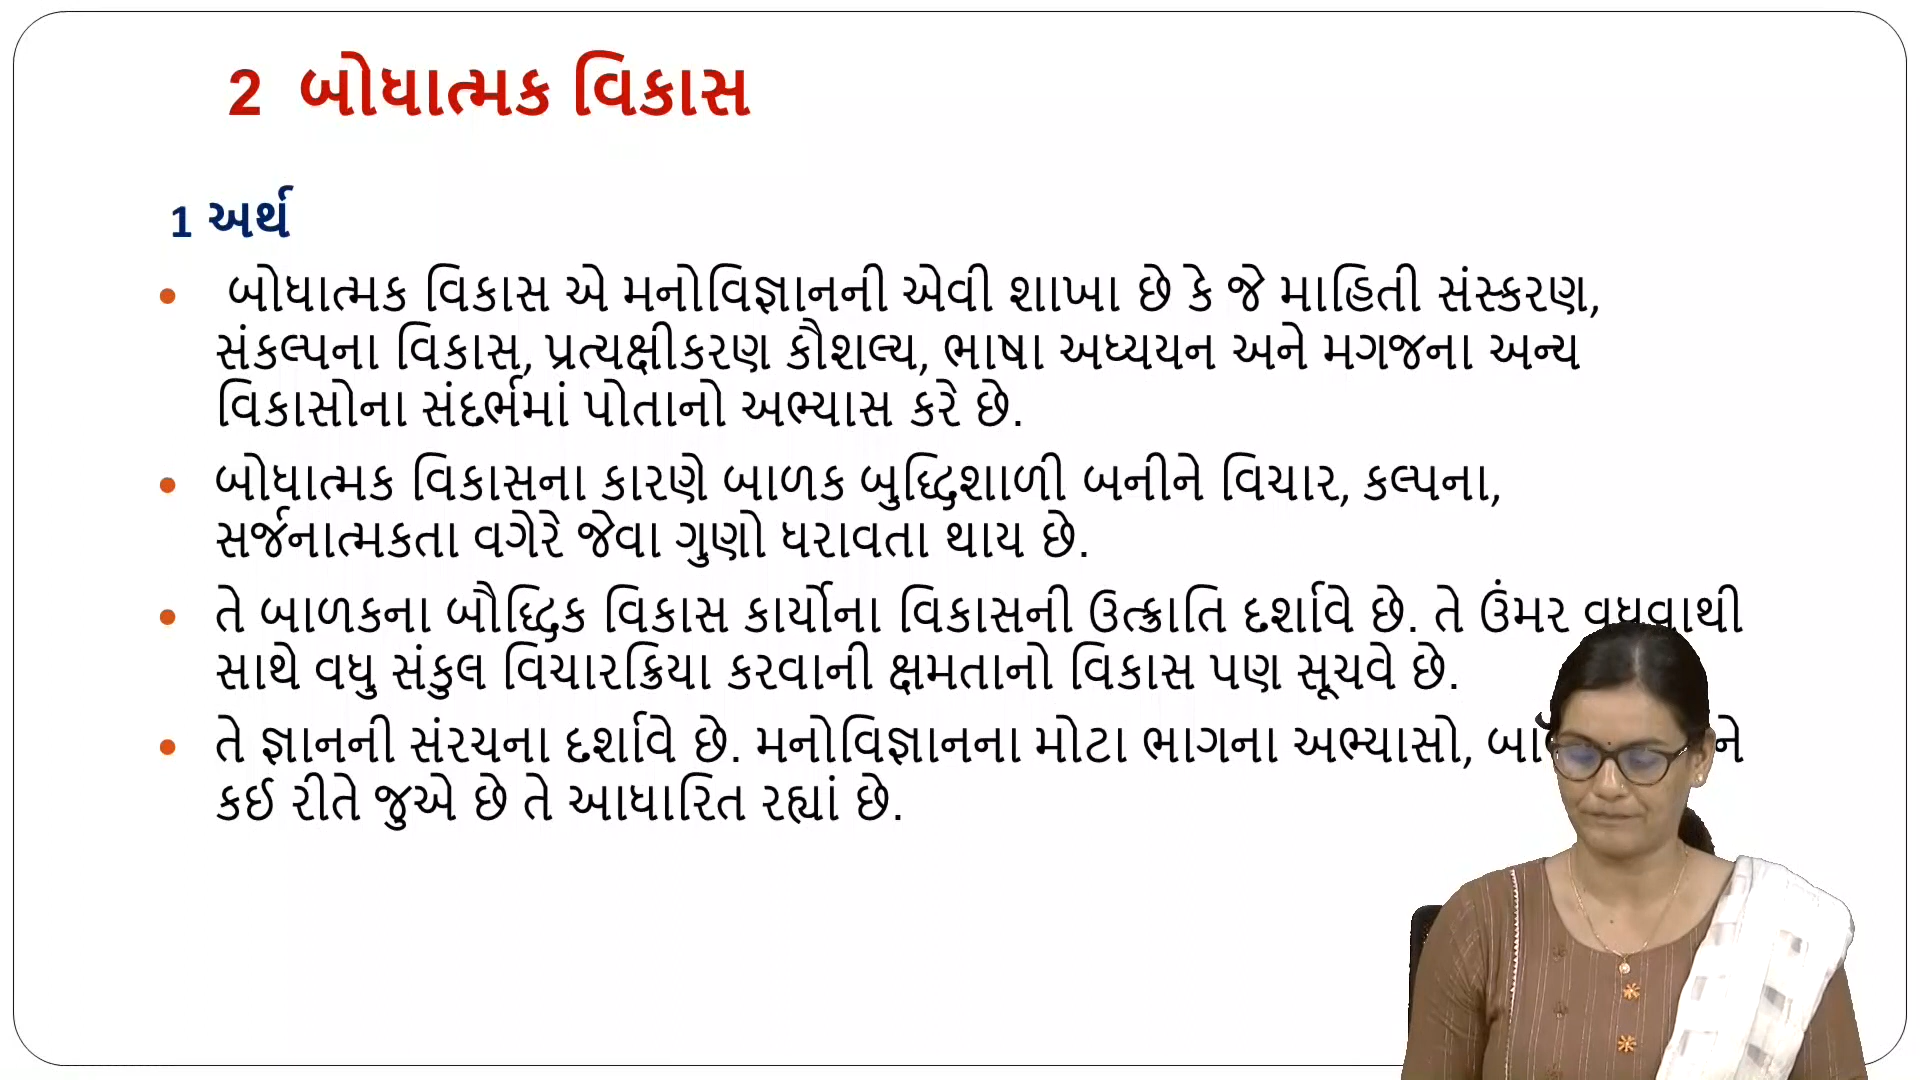 2 બોધાત્મક વિકાસ
1 અર્થ
• બોધાત્મક વિકાસ એ મનોવિજ્ઞાનની એવી શાખા છે કે જે માહિતી સંસ્કરણ,
સંકલ્પના વિકાસ, પ્રત્યક્ષીકરણ કૌશલ્ય, ભાષા અધ્યયન અને મગજના અન્ય
વિકાસોના સંદર્ભમાં પોતાનો અભ્યાસ કરે છે.
• બોધાત્મક વિકાસના કારણે બાળક બુદ્ધિશાળી બનીને વિચાર, કલ્પના,
સર્જનાત્મકતા વગેરે જેવા ગુણો ધરાવતા થાય છે.
• તે બાળકના બૌદ્ધિક વિકાસ કાર્યોના વિકાસની ઉત્ક્રાતિ દર્શાવે છે. તે ઉંમર વધવાથી
સાથે વધુ સંકુલ વિચારક્રિયા કરવાની ક્ષમતાનો વિકાસ પણ સૂચવે છે.
• તે જ્ઞાનની સંરચના દર્શાવે છે. મનોવિજ્ઞાનના મોટા ભાગના અભ્યાસો,
કઈ રીતે જુએ છે તે આધારિત રહ્યાં છે.